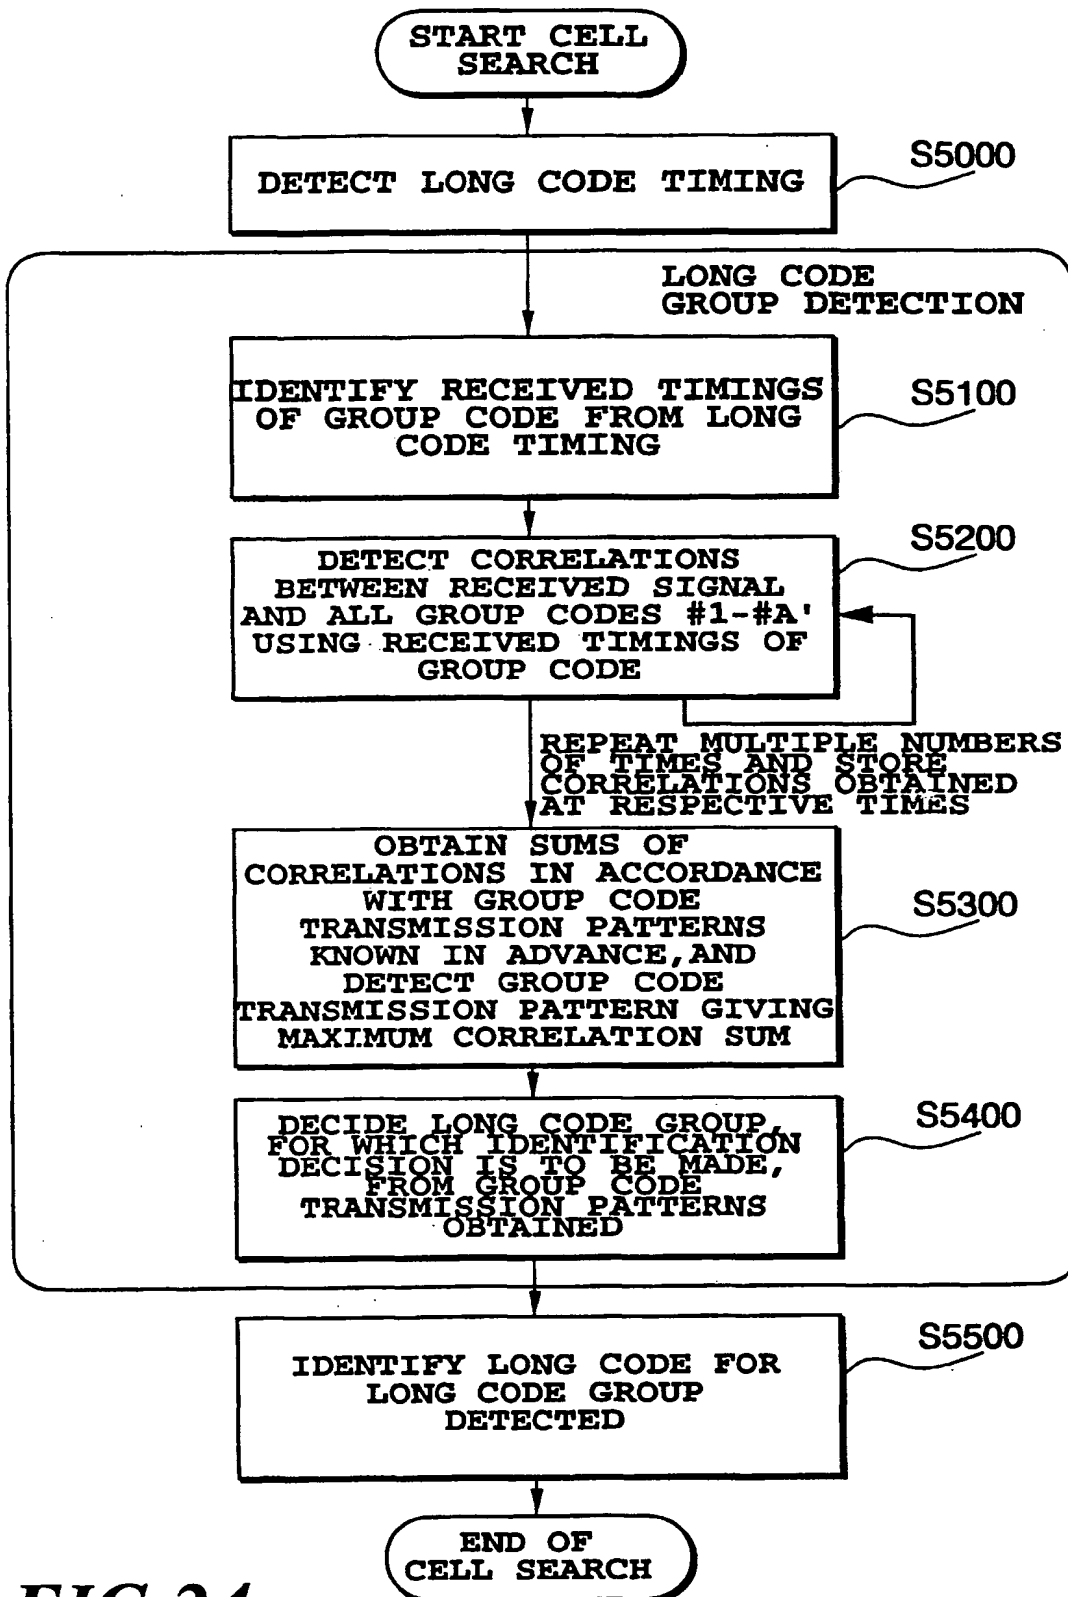 START CELL
SEARCH
DETECT LONG CODE TIMING
S5000
LONG CODE
GROUP DETECTION
IDENTIFY RECEIVED TIMINGS
OF GROUP CODE FROM LONG
CODE TIMING
S5100
DETECT CORRELATIONS
BETWEEN RECEIVED SIGNAL
AND ALL GROUP CODES #1-#A'
USING RECEIVED TIMINGS OF
GROUP CODE
S5200
REPEAT MULTIPLE NUMBERS
OF TIMES AND STORE
CORRELATIONS OBTAINED
AT RESPECTIVE TIMES
OBTAIN SUMS OF
CORRELATIONS IN ACCORDANCE
WITH GROUP CODE
TRANSMISSION PATTERNS
KNOWN IN ADVANCE,AND
DETECT GROUP CODE
TRANSMISSION PATTERN GIVING
MAXIMUM CORRELATION SUM
S5300
DECIDE LONG CODE GROUP,
FOR WHICH IDENTIFICATION
DECISION IS TO BE MADE,
FROM GROUP CODE
TRANSMISSION PATTERNS
OBTAINED
S5400
IDENTIFY LONG CODE FOR
LONG CODE GROUP
DETECTED
S5500
END OF
CELL SEARCH
FIG.24